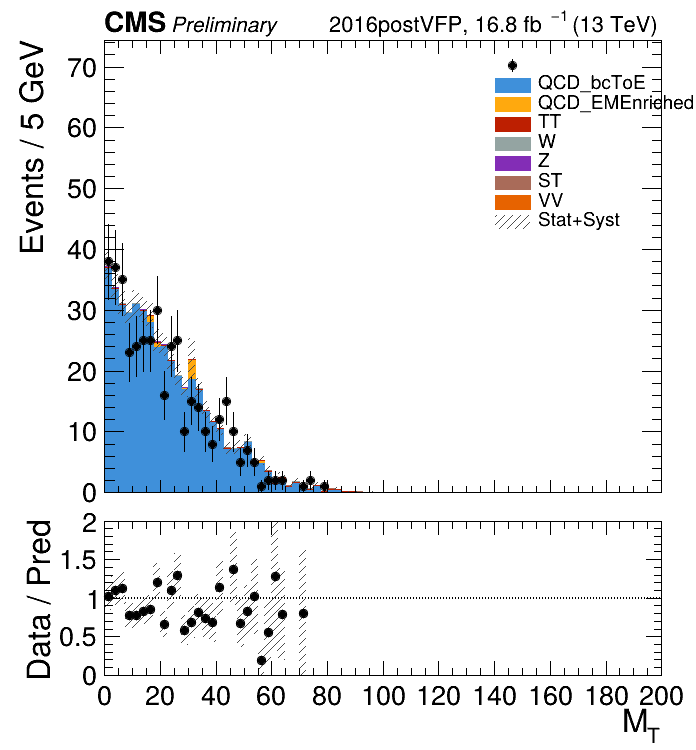 CMS Preliminary 2016postVFP, 16.8 fb⁻¹ (13 TeV)
Events / 5 GeV
70
60
50
40
30
20
10
0
QCD_bcToE
QCD_EMEnriehed
TT
W
Z
ST
VV
Stat+Syst
Data / Pred
2
1.5
1
0.5
0
0 20 40 60 80 100 120 140 160 180 200
M_T